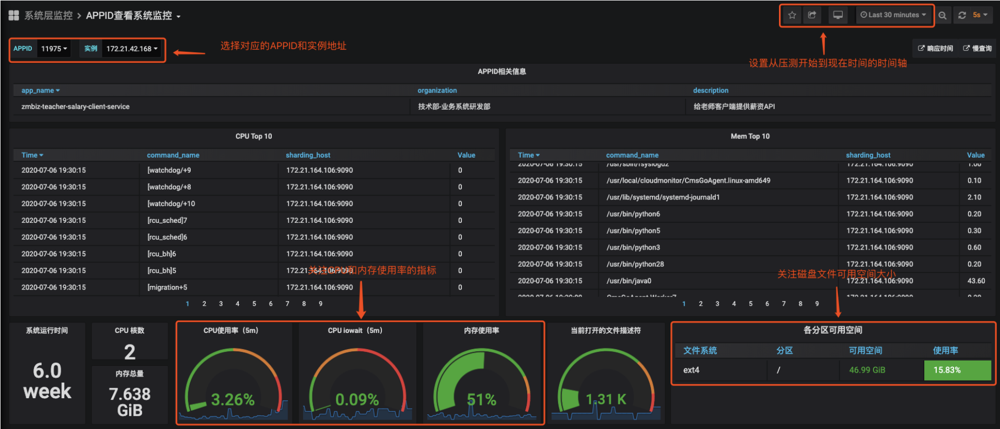 系统层监控 > APPID查看系统监控
Last 30 minutes
5s
APPID 11975 实例 172.21.42.168
选择对应的APPID和实例地址
设置从压测开始到现在时间的时间轴
响应时间 慢查询
APPID相关信息
app_name organization description
zmbiz-teacher-salary-client-service 技术部-业务系统研发部 给老师客户端提供薪资API
CPU Top 10
Time command_name sharding_host Value
2020-07-06 19:30:15 [watchdog/+9 172.21.164.106:9090 0
2020-07-06 19:30:15 [watchdog/+8 172.21.164.106:9090 0
2020-07-06 19:30:15 [watchdog/+10 172.21.164.106:9090 0
2020-07-06 19:30:15 [rcu_sched]7 172.21.164.106:9090 0
2020-07-06 19:30:15 [rcu_sched]6 172.21.164.106:9090 0
2020-07-06 19:30:15 [rcu_bh]6 172.21.164.106:9090 0
2020-07-06 19:30:15 [rcu_bh]5 172.21.164.106:9090 0
2020-07-06 19:30:15 [migration+5 172.21.164.106:9090 0
1 2 3 4 5 6 7 8 9
关注CPU和内存使用率的指标
Mem Top 10
Time command_name sharding_host Value
2020-07-06 19:30:15 /usr/sbin/rsyslogd2 172.21.164.106:9090 1.00
2020-07-06 19:30:15 /usr/local/cloudmonitor/CmsGoAgent.linux-amd649 172.21.164.106:9090 0.10
2020-07-06 19:30:15 /usr/lib/systemd/systemd-journald1 172.21.164.106:9090 2.10
2020-07-06 19:30:15 /usr/bin/python6 172.21.164.106:9090 0.20
2020-07-06 19:30:15 /usr/bin/python5 172.21.164.106:9090 0.30
2020-07-06 19:30:15 /usr/bin/python3 172.21.164.106:9090 0.60
2020-07-06 19:30:15 /usr/bin/python28 172.21.164.106:9090 0.20
2020-07-06 19:30:15 /usr/bin/java0 172.21.164.106:9090 43.60
1 2 3 4 5 6 7 8 9
关注磁盘文件可用空间大小
系统运行时间
6.0
week
CPU 核数
2
内存总量
7.638
GiB
CPU使用率（5m）
3.26%
CPU iowait（5m）
0.09%
内存使用率
51%
当前打开的文件描述符
1.31 K
各分区可用空间
文件系统 分区 可用空间 使用率
ext4 / 46.99 GiB 15.83%